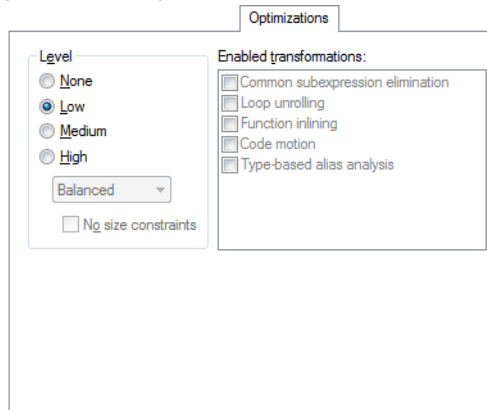 Optimizations
Level
None
Low
Medium
High
Balanced
No size constraints
Enabled transformations:
Common subexpression elimination
Loop unrolling
Function inlining
Code motion
Type-based alias analysis